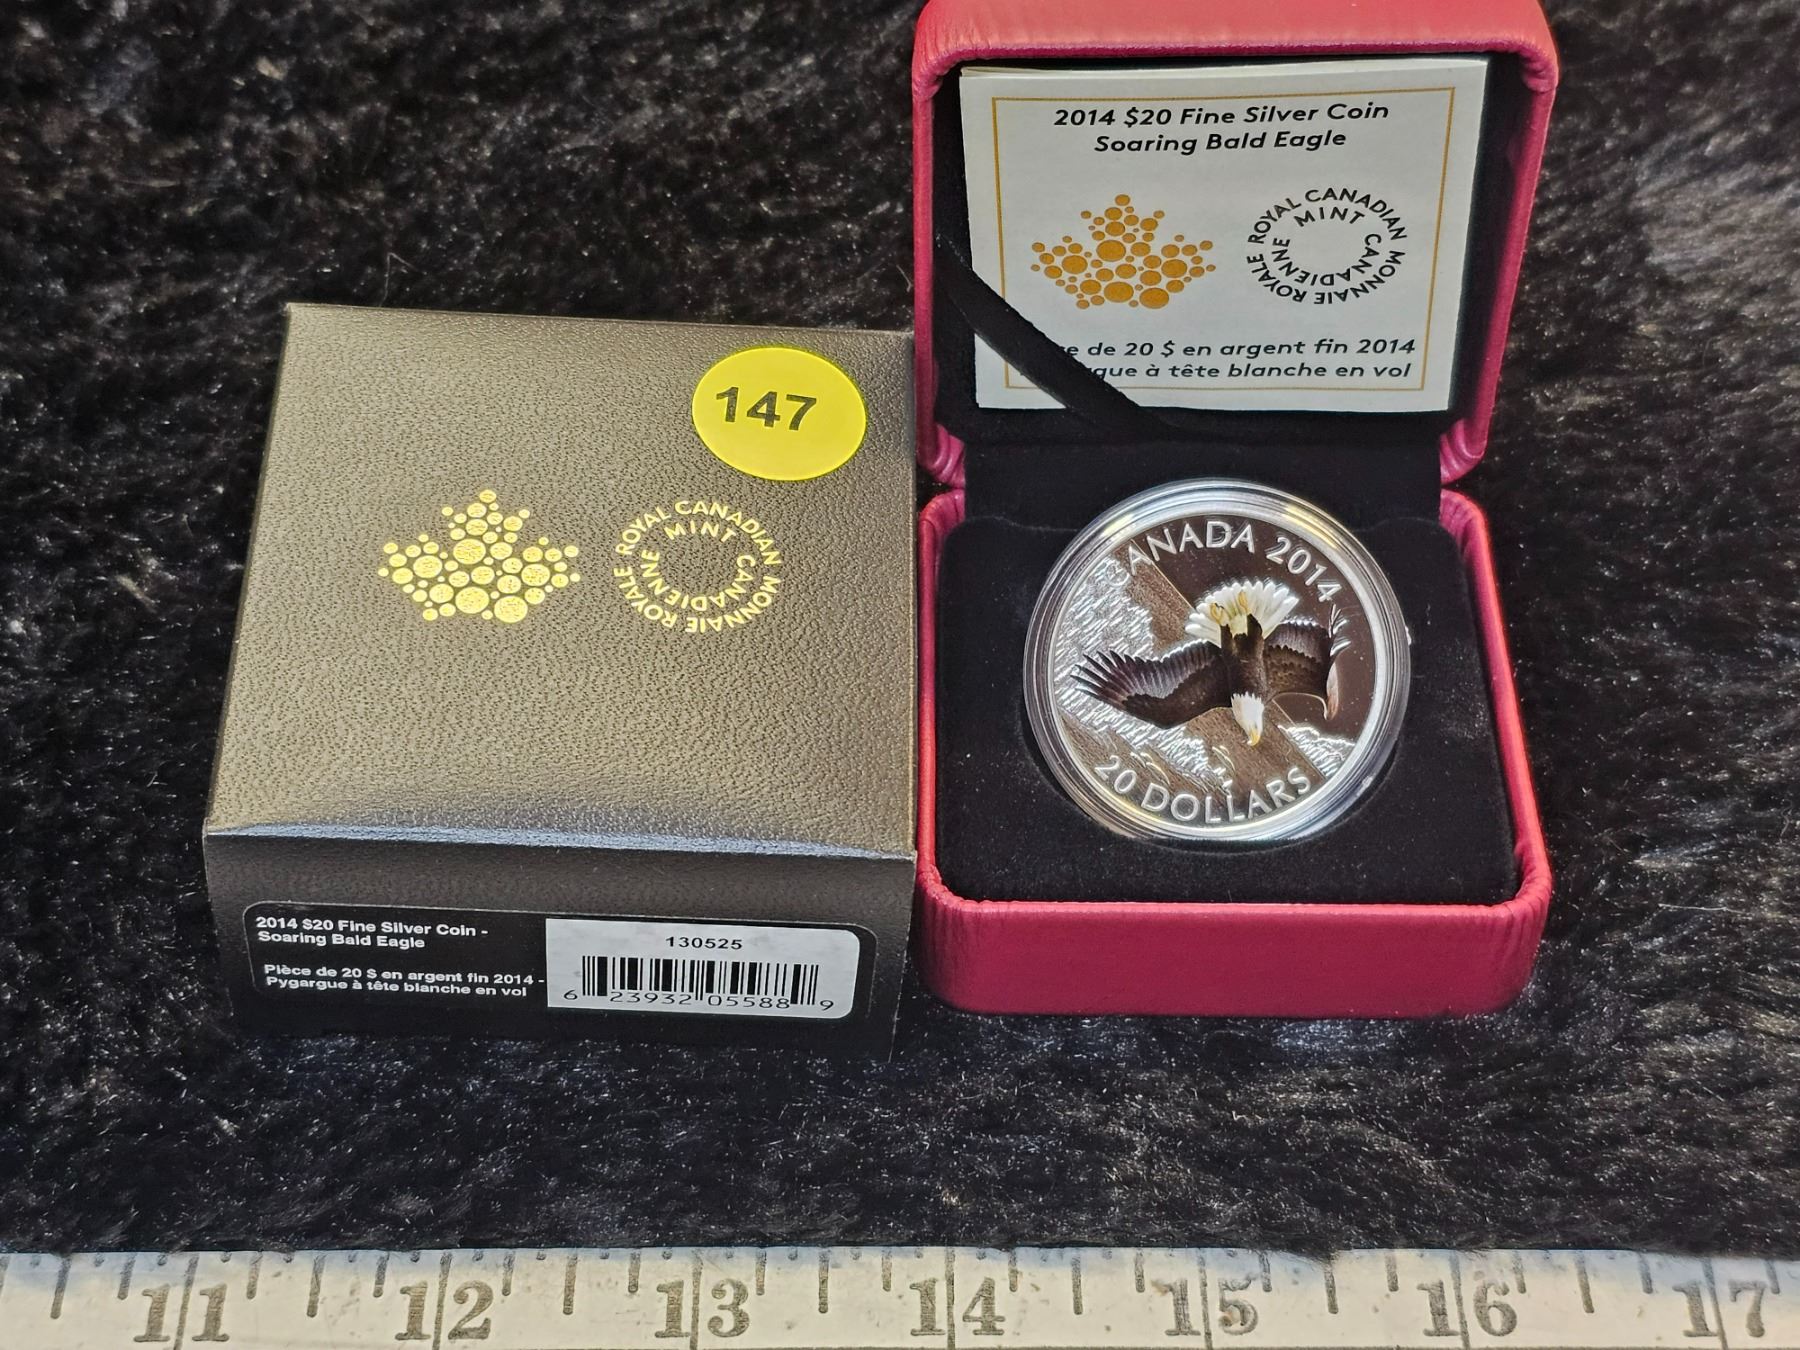 2014 $20 Fine Silver Coin
Soaring Bald Eagle
ROYAL CANADIAN MINT
MONNAIE ROYALE CANADIENNE
de 20 $ en argent fin 2014
à tête blanche en vol
147
ROYAL CANADIAN MINT
MONNAIE ROYALE CANADIENNE
CANADA 2014
20 DOLLARS
2014 $20 Fine Silver Coin -
Soaring Bald Eagle
Pièce de 20 $ en argent fin 2014 -
Pygargue à tête blanche en vol
130525
6 23932 05588 9
11 12 13 14 15 16 17